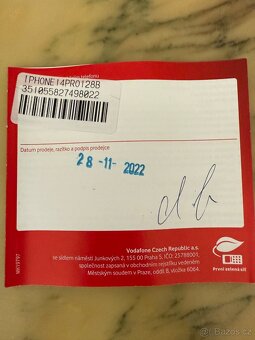 IPHONE14PRO128B
351055827498022
Datum prodeje, razítko a podpis prodejce
28 -11- 2022
Vodafone Czech Republic a.s.
se sídlem náměstí Junkových 2, 155 00 Praha 5, IČO: 25788001,
společnost zapsaná v obchodním rejstříku vedeném
Městským soudem v Praze, oddíl B, vložka 6064.
První zelená síť